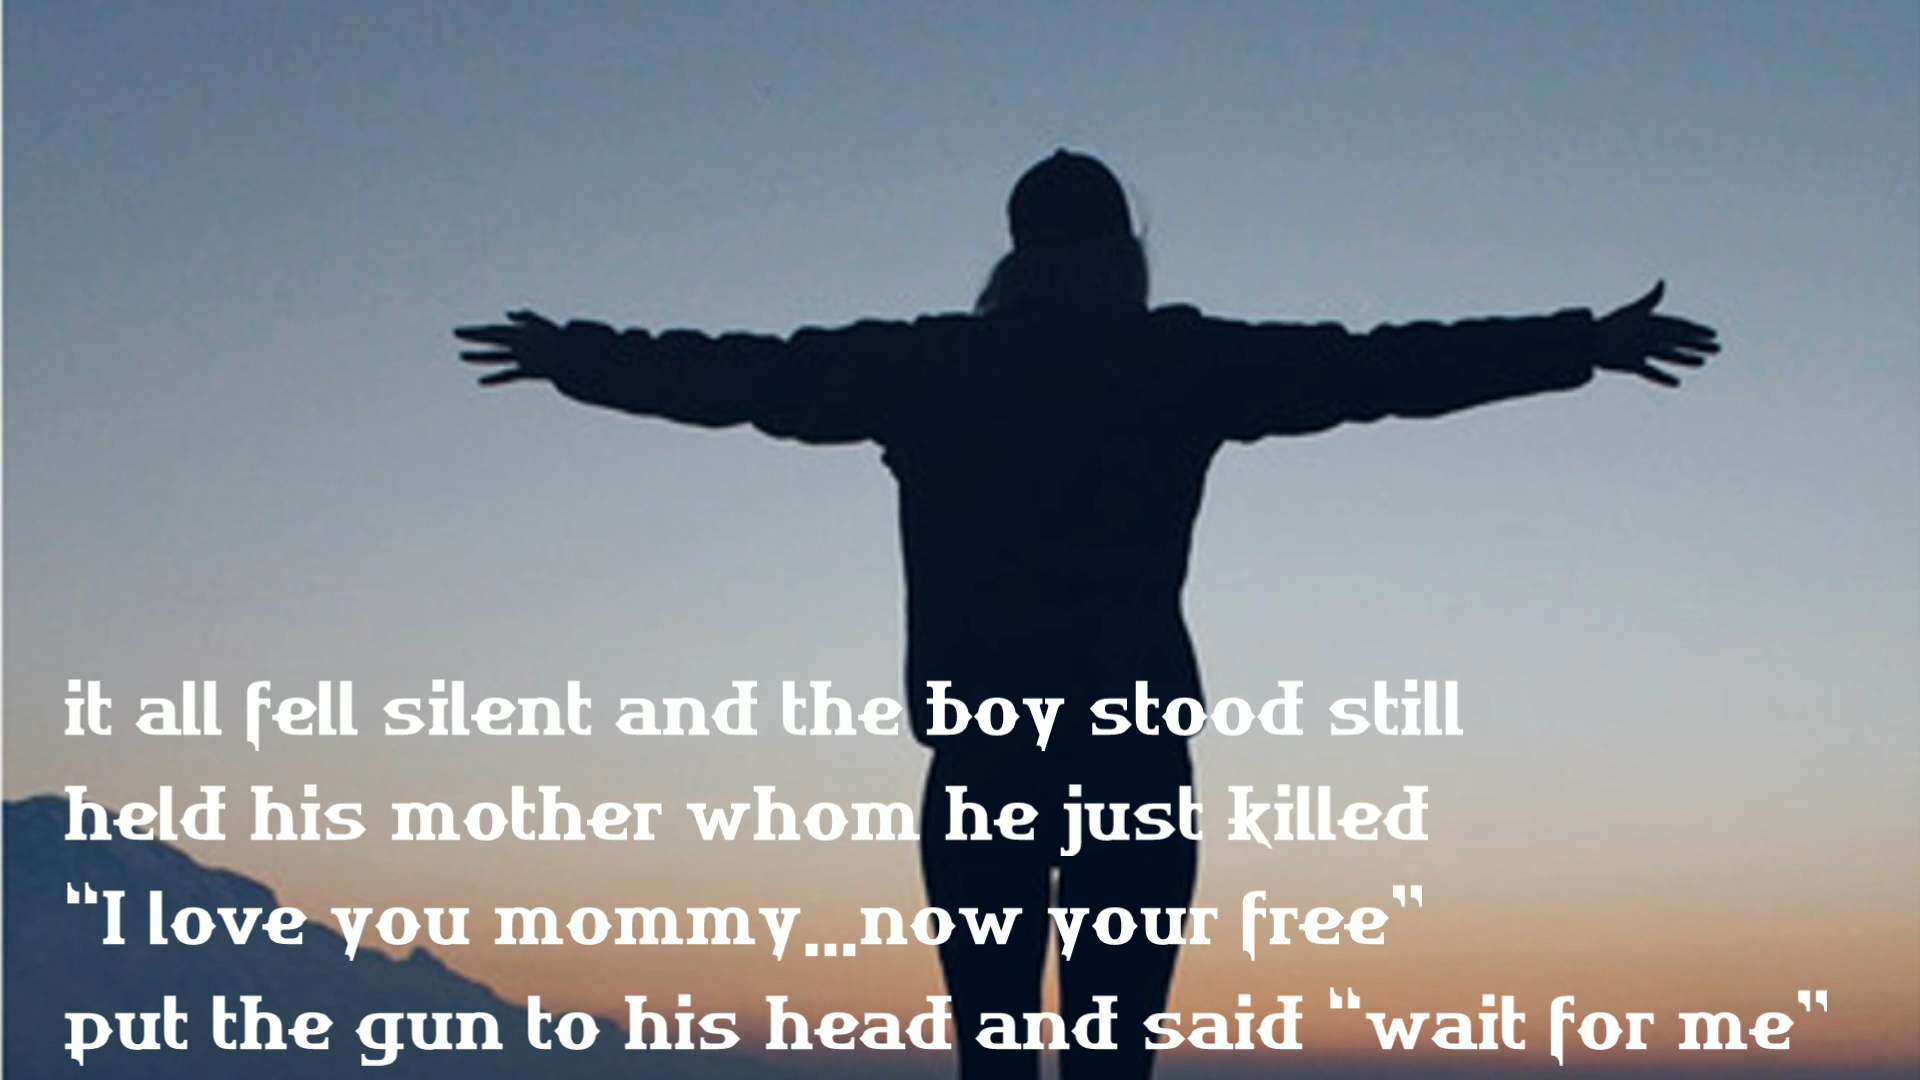 it all fell silent and the boy stood still
held his mother whom he just killed
“I love you mommy...now your free”
put the gun to his head and said “wait for me”